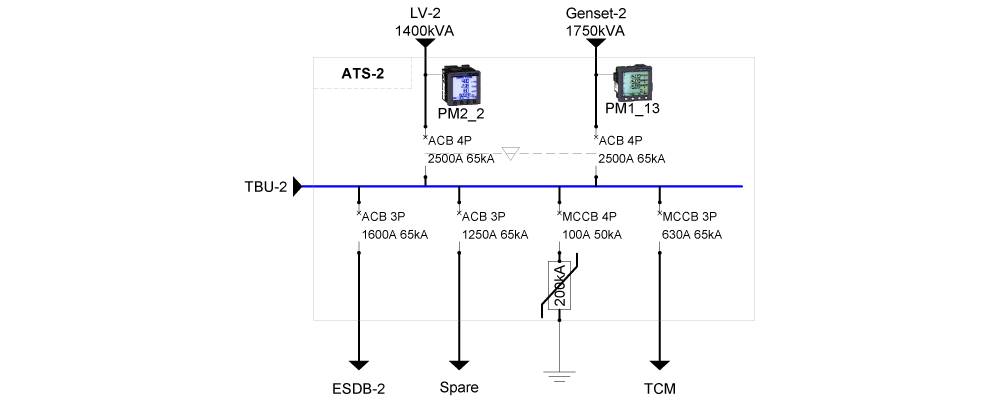 LV-2
1400kVA
Genset-2
1750kVA
ATS-2
PM2_2
PM1_13
ACB 4P
2500A 65kA
ACB 4P
2500A 65kA
TBU-2
ACB 3P
1600A 65kA
ACB 3P
1250A 65kA
MCCB 4P
100A 50kA
MCCB 3P
630A 65kA
200kA
ESDB-2
Spare
TCM